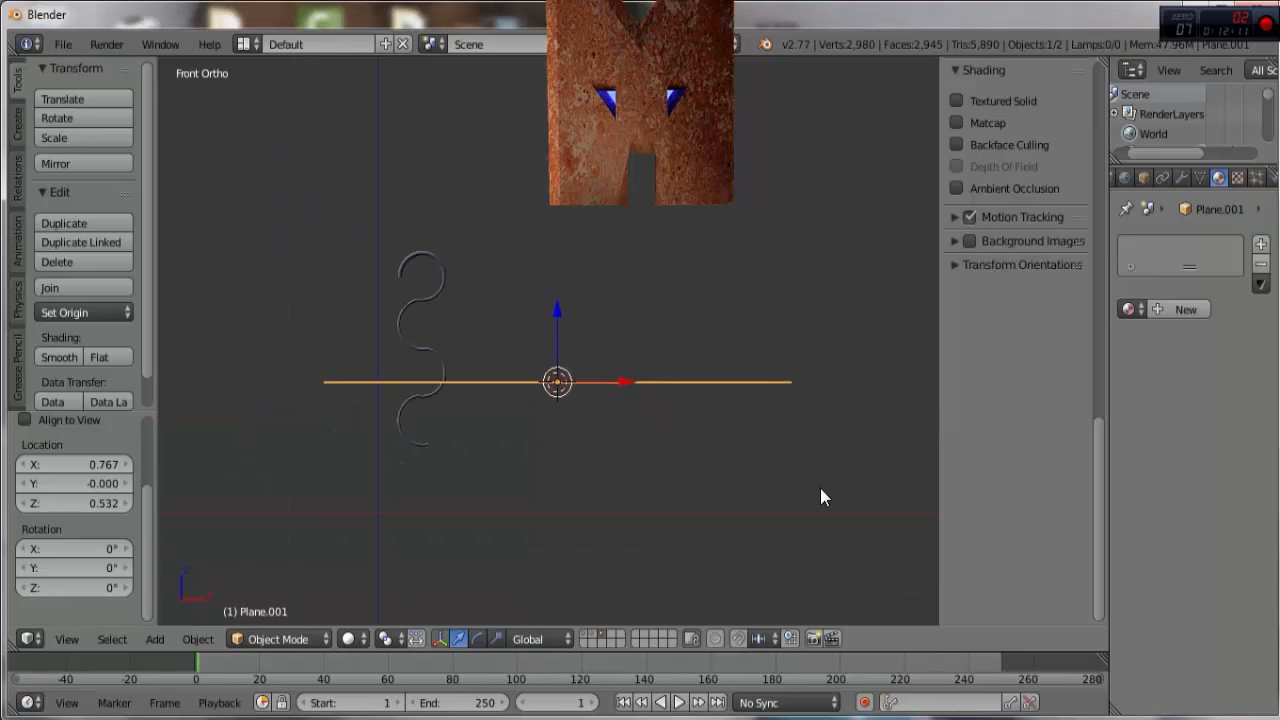 Blender
AERO 02
07 0:12:11
File Render Window Help Default Scene v2.77 | Verts:2,980 | Faces:2,945 | Tris:5,890 | Objects:1/2 | Lamps:0/0 | Mem:47.96M | Plane.001
Tools
Create
Relations
Animation
Physics
Grease Pencil
Transform
Translate
Rotate
Scale
Mirror
Edit
Duplicate
Duplicate Linked
Delete
Join
Set Origin
Shading:
Smooth Flat
Data Transfer:
Data Data La
Align to View
Location
X: 0.767
Y: -0.000
Z: 0.532
Rotation
X: 0°
Y: 0°
Z: 0°
Front Ortho
(1) Plane.001
Shading
Textured Solid
Matcap
Backface Culling
Depth Of Field
Ambient Occlusion
Motion Tracking
Background Images
Transform Orientations
View Search All Sc
Scene
RenderLayers
World
Plane.001
New
View Select Add Object Object Mode Global
-40 -20 0 20 40 60 80 100 120 140 160 180 200 220 240 260 280
View Marker Frame Playback Start: 1 End: 250 1 No Sync